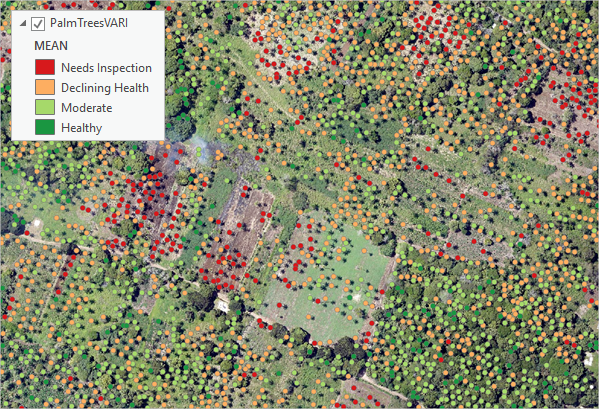 PalmTreesVARI
MEAN
Needs Inspection
Declining Health
Moderate
Healthy